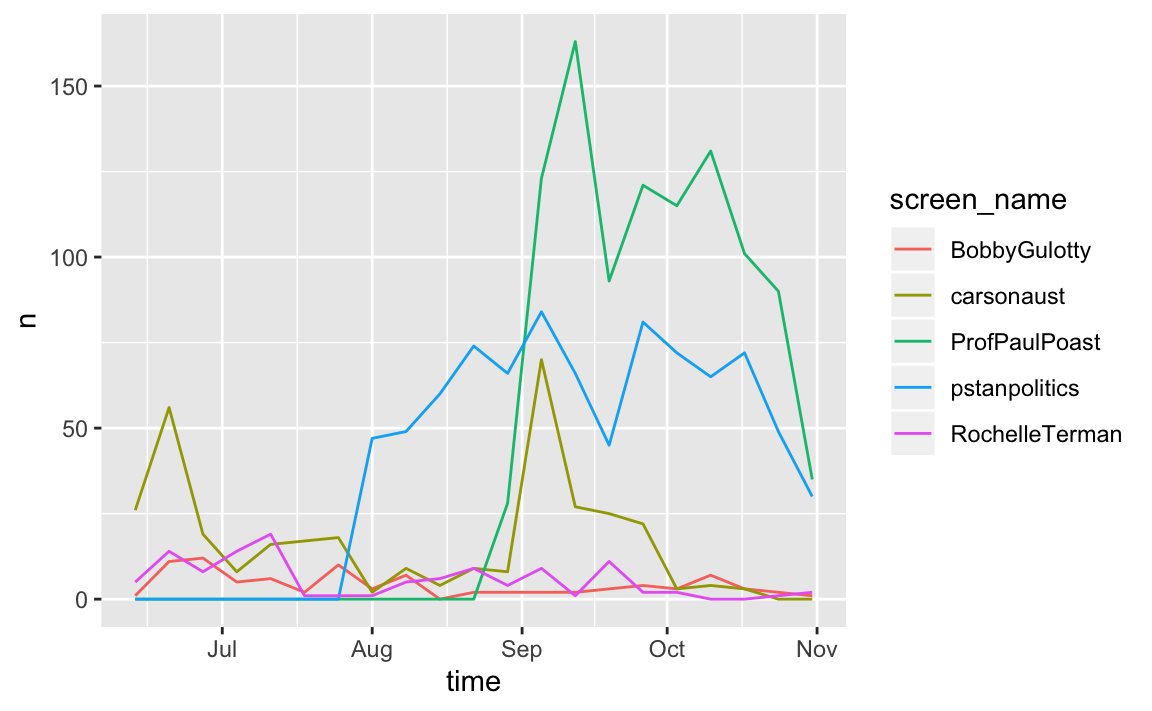 150
100
50
0
n
Jul Aug Sep Oct Nov
time
screen_name
BobbyGulotty
carsonaust
ProfPaulPoast
pstanpolitics
RochelleTerman